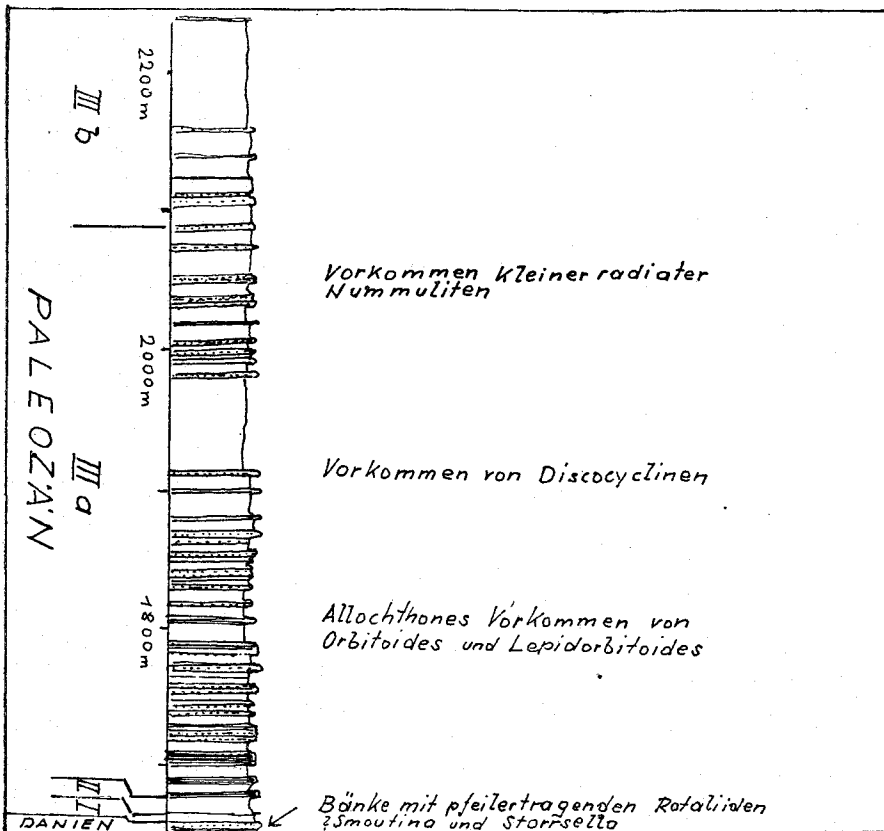 2200m
III b
Vorkommen kleiner radiater
Nummuliten
PALEOZÄN
2000m
Vorkommen von Discocyclinen
III a
1800m
Allochthones Vorkommen von
Orbitoides und Lepidorbitoides
II
I
Bänke mit pfeilertragenden Rotaliiden
?Smoutina und Storrsella
DANIEN